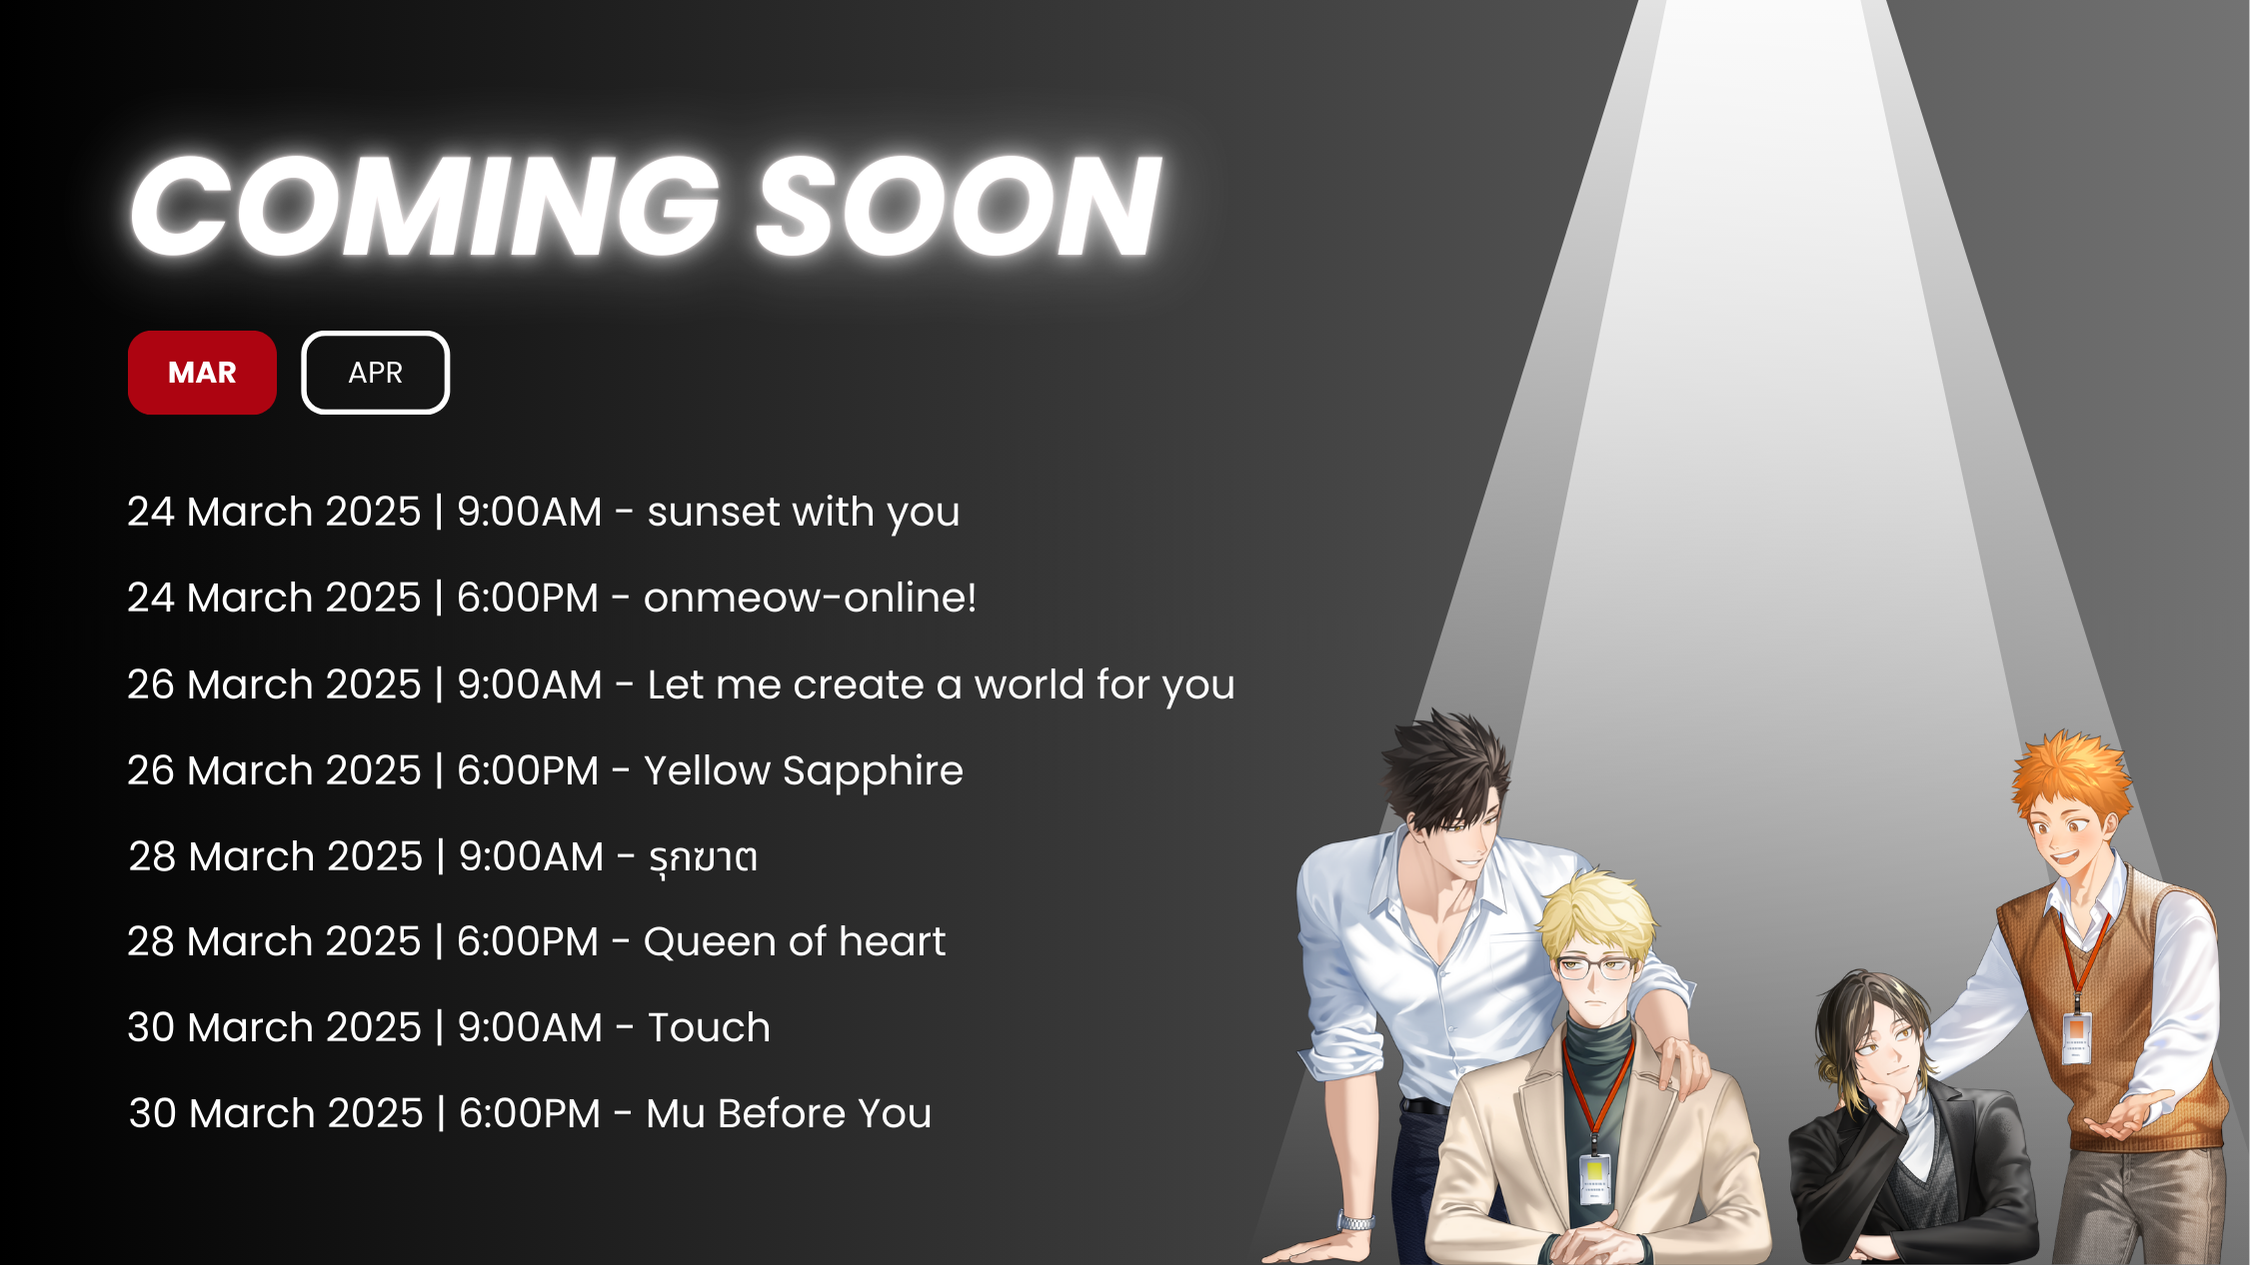 COMING SOON
MAR
APR
24 March 2025 | 9:00AM - sunset with you
24 March 2025 | 6:00PM - onmeow-online!
26 March 2025 | 9:00AM - Let me create a world for you
26 March 2025 | 6:00PM - Yellow Sapphire
28 March 2025 | 9:00AM - รุกฆาต
28 March 2025 | 6:00PM - Queen of heart
30 March 2025 | 9:00AM - Touch
30 March 2025 | 6:00PM - Mu Before You